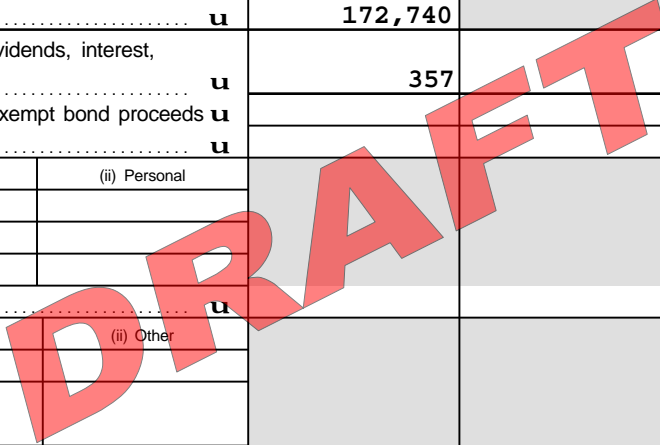 ..................... u 172,740
vidends, interest,
..................... u 357
xempt bond proceeds u
..................... u
(ii) Personal
..................... u
(ii) Other
DRAFT